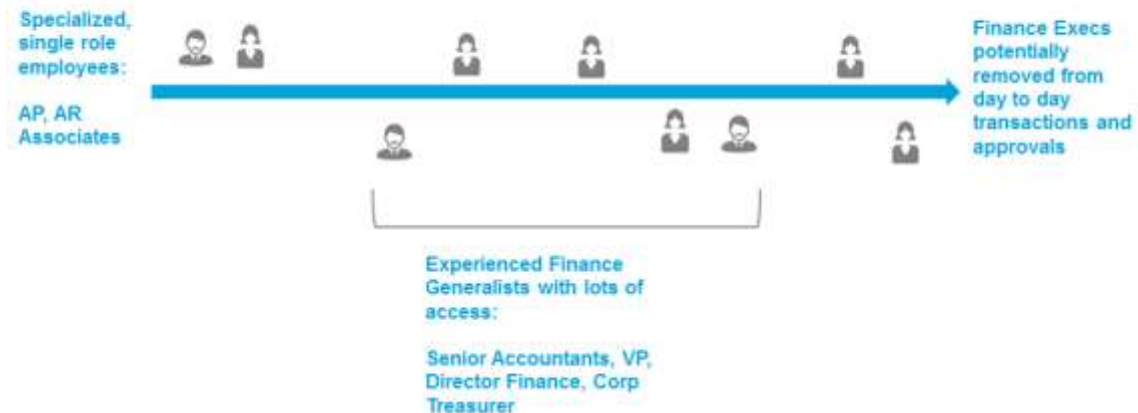 Specialized,
single role
employees:
AP, AR
Associates
Finance Execs
potentially
removed from
day to day
transactions and
approvals
Experienced Finance
Generalists with lots of
access:
Senior Accountants, VP,
Director Finance, Corp
Treasurer